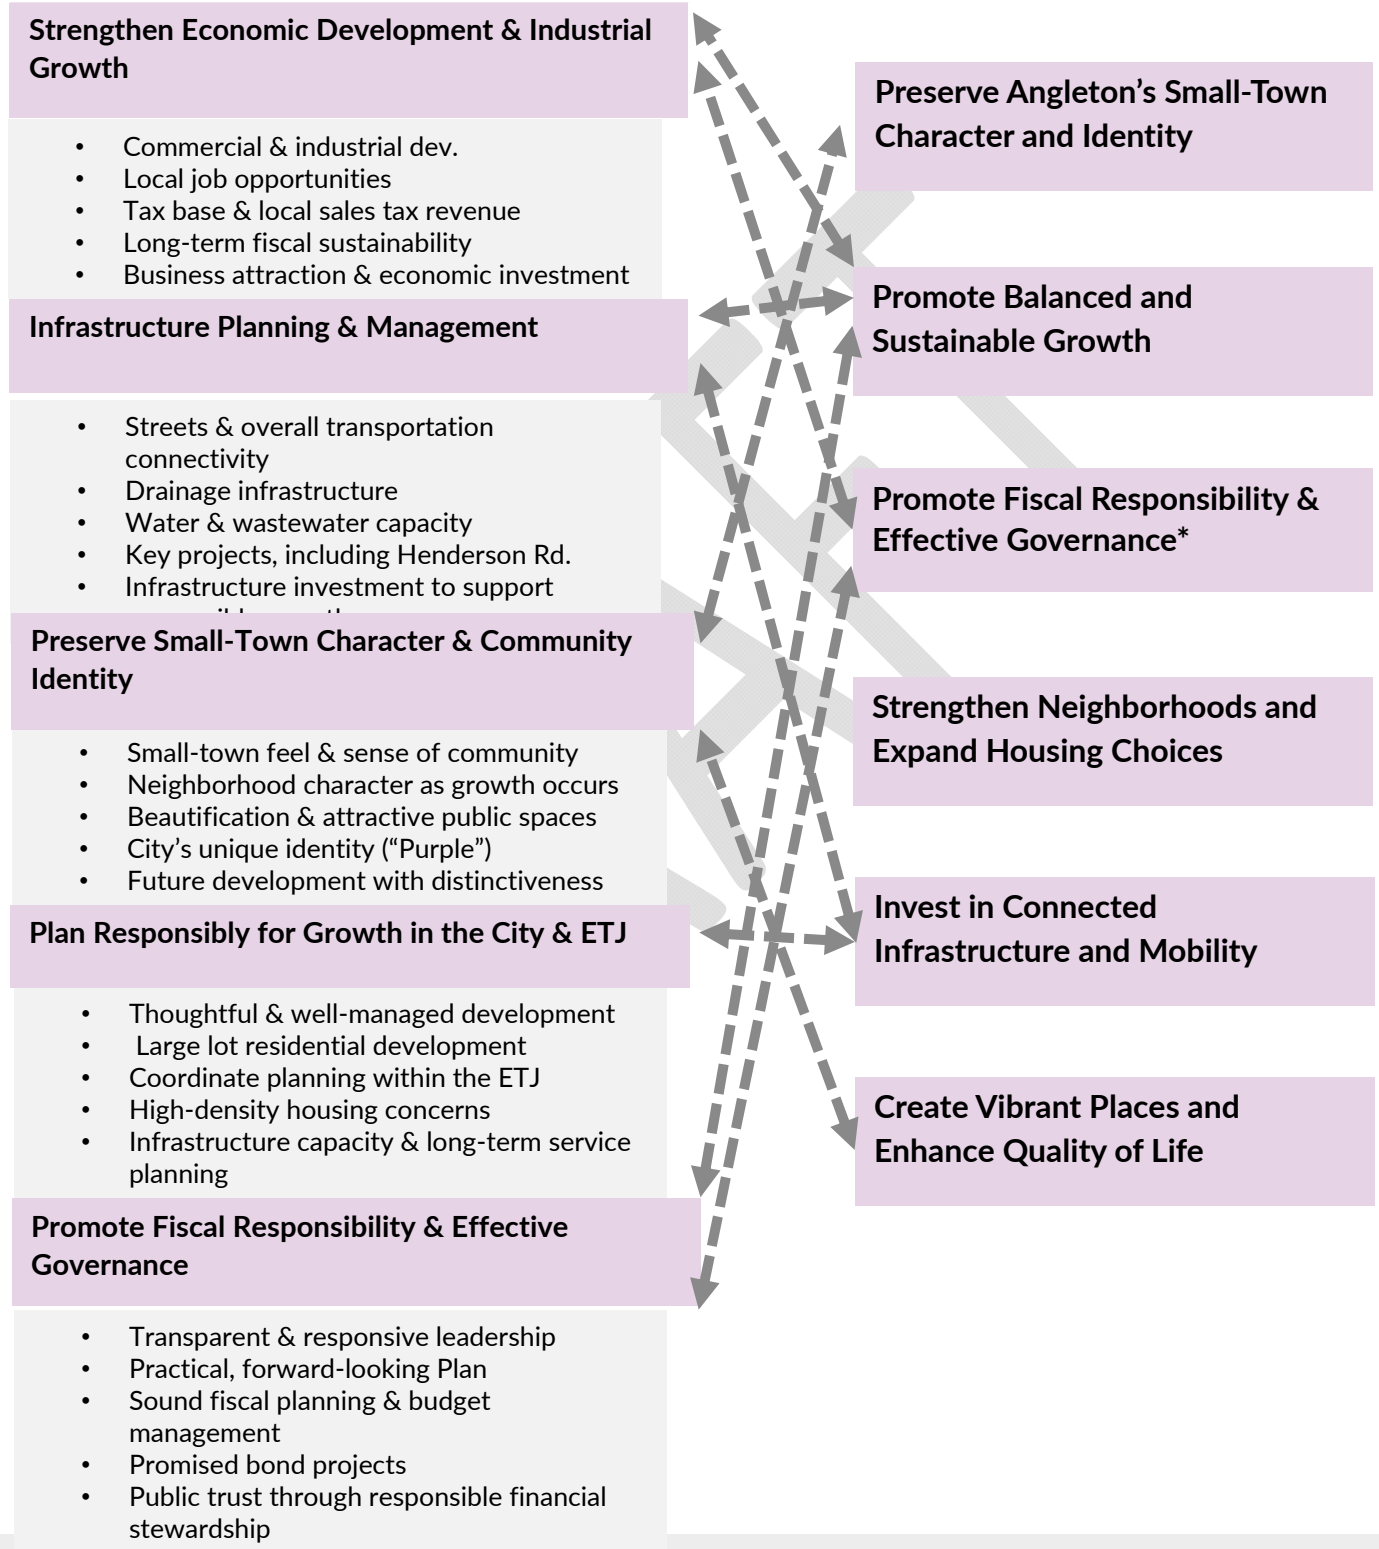 Strengthen Economic Development & Industrial
Growth
• Commercial & industrial dev.
• Local job opportunities
• Tax base & local sales tax revenue
• Long-term fiscal sustainability
• Business attraction & economic investment
Infrastructure Planning & Management
• Streets & overall transportation
connectivity
• Drainage infrastructure
• Water & wastewater capacity
• Key projects, including Henderson Rd.
• Infrastructure investment to support
Preserve Small-Town Character & Community
Identity
• Small-town feel & sense of community
• Neighborhood character as growth occurs
• Beautification & attractive public spaces
• City’s unique identity (“Purple”)
• Future development with distinctiveness
Plan Responsibly for Growth in the City & ETJ
• Thoughtful & well-managed development
• Large lot residential development
• Coordinate planning within the ETJ
• High-density housing concerns
• Infrastructure capacity & long-term service
planning
Promote Fiscal Responsibility & Effective
Governance
• Transparent & responsive leadership
• Practical, forward-looking Plan
• Sound fiscal planning & budget
management
• Promised bond projects
• Public trust through responsible financial
stewardship
Preserve Angleton’s Small-Town
Character and Identity
Promote Balanced and
Sustainable Growth
Promote Fiscal Responsibility &
Effective Governance*
Strengthen Neighborhoods and
Expand Housing Choices
Invest in Connected
Infrastructure and Mobility
Create Vibrant Places and
Enhance Quality of Life